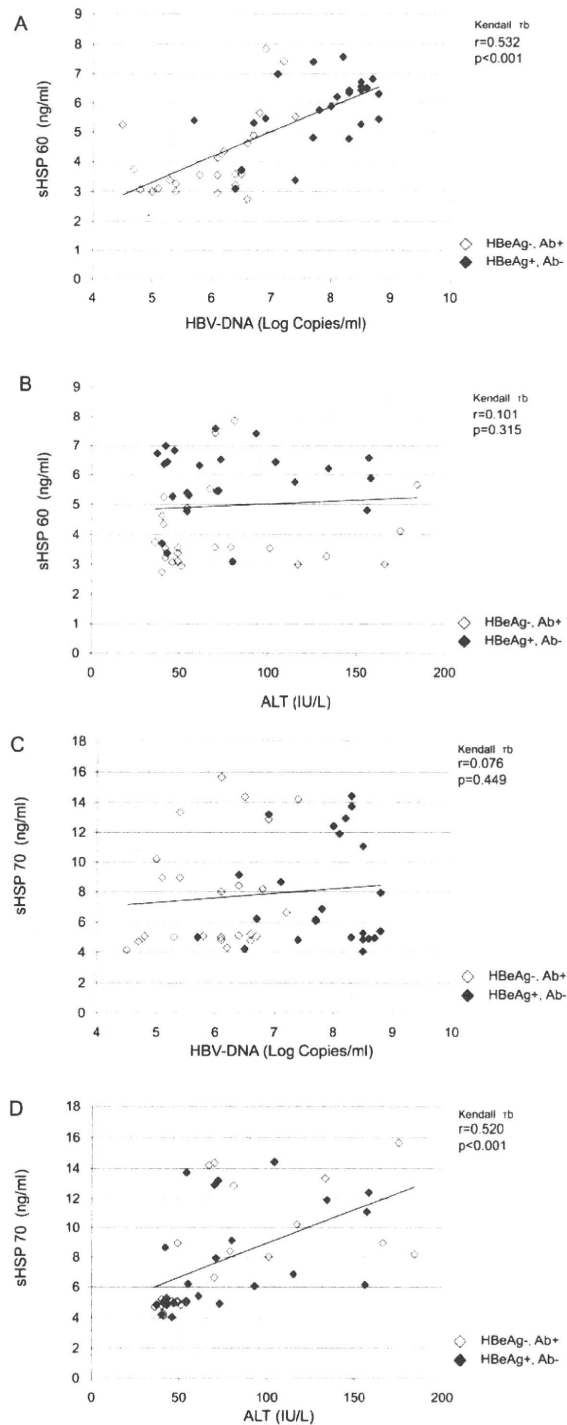 A
Kendall τb
r=0.532
p<0.001
sHSP 60 (ng/ml)
9
8
7
6
5
4
3
2
1
0
4 5 6 7 8 9 10
HBV-DNA (Log Copies/ml)
HBeAg-, Ab+
HBeAg+, Ab-
B
Kendall τb
r=0.101
p=0.315
sHSP 60 (ng/ml)
9
8
7
6
5
4
3
2
1
0
0 50 100 150 200
ALT (IU/L)
HBeAg-, Ab+
HBeAg+, Ab-
C
Kendall τb
r=0.076
p=0.449
sHSP 70 (ng/ml)
18
16
14
12
10
8
6
4
2
0
4 5 6 7 8 9 10
HBV-DNA (Log Copies/ml)
HBeAg-, Ab+
HBeAg+, Ab-
D
Kendall τb
r=0.520
p<0.001
sHSP 70 (ng/ml)
18
16
14
12
10
8
6
4
2
0
0 50 100 150 200
ALT (IU/L)
HBeAg-, Ab+
HBeAg+, Ab-